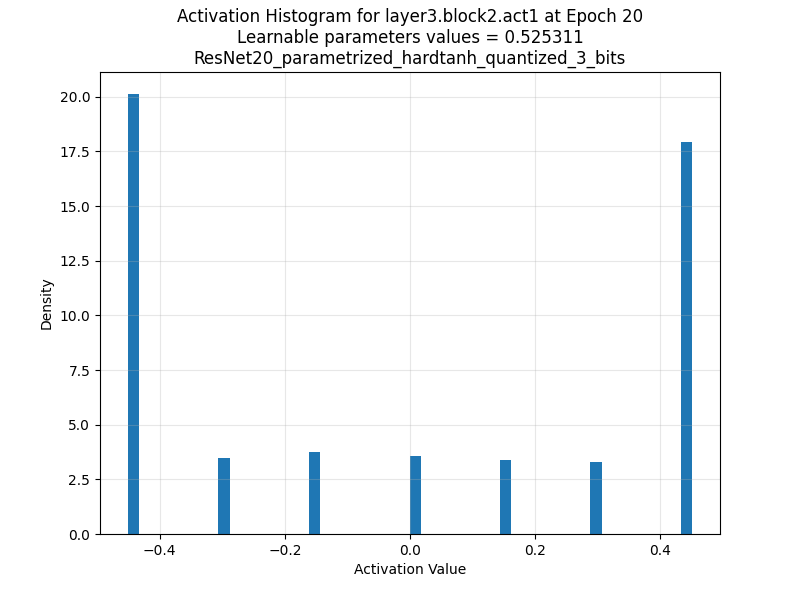 Activation Histogram for layer3.block2.act1 at Epoch 20
Learnable parameters values = 0.525311
ResNet20_parametrized_hardtanh_quantized_3_bits
20.0
17.5
15.0
12.5
10.0
7.5
5.0
2.5
0.0
Density
−0.4
−0.2
0.0
0.2
0.4
Activation Value